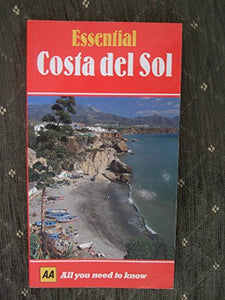 Essential
Costa del Sol
AA All you need to know